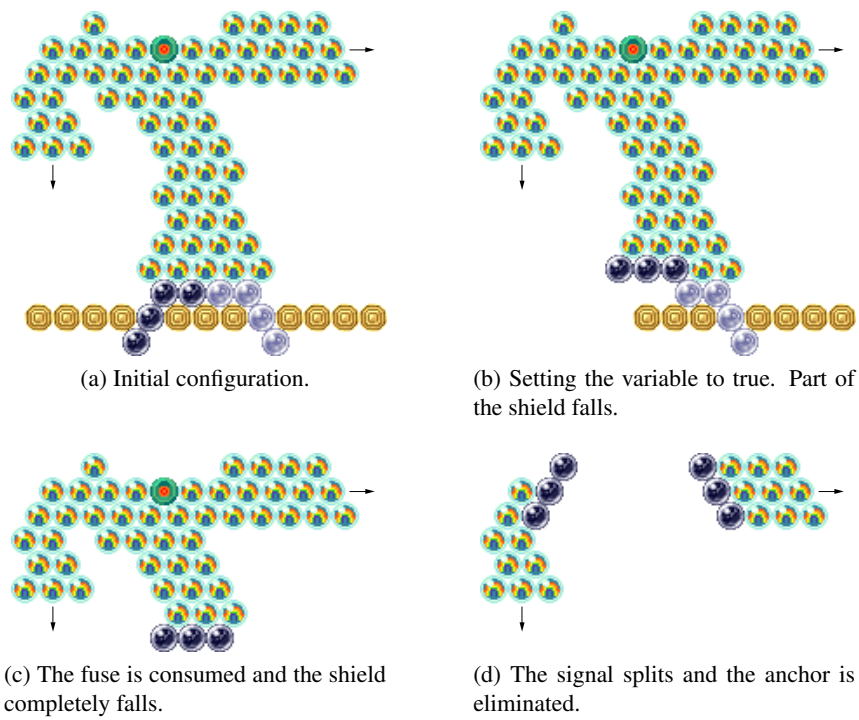 (a) Initial configuration.
(b) Setting the variable to true. Part of
the shield falls.
(c) The fuse is consumed and the shield
completely falls.
(d) The signal splits and the anchor is
eliminated.